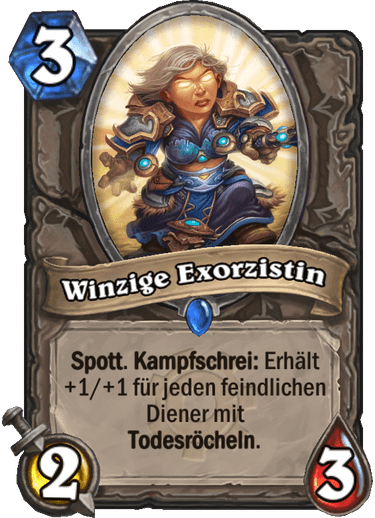 3
Winzige Exorzistin
Spott. Kampfschrei: Erhält
+1/+1 für jeden feindlichen
Diener mit
Todesröcheln.
2
3